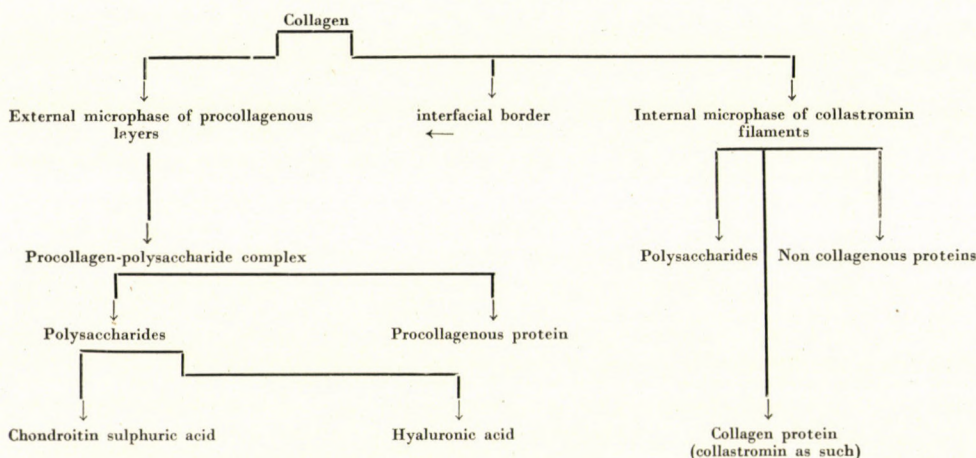 Collagen
External microphase of procollagenous
layers
interfacial border
Internal microphase of collastromin
filaments
Procollagen-polysaccharide complex
Polysaccharides
Non collagenous proteins
Polysaccharides
Procollagenous protein
Chondroitin sulphuric acid
Hyaluronic acid
Collagen protein
(collastromin as such)